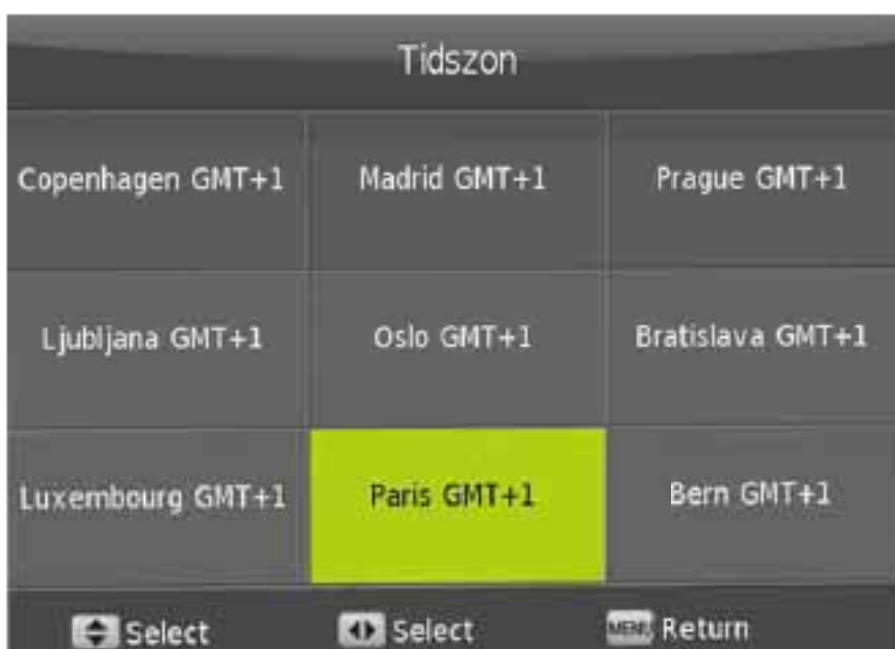 Tidszon
Copenhagen GMT+1 Madrid GMT+1 Prague GMT+1
Ljubljana GMT+1 Oslo GMT+1 Bratislava GMT+1
Luxembourg GMT+1 Paris GMT+1 Bern GMT+1
Select Select MENU Return